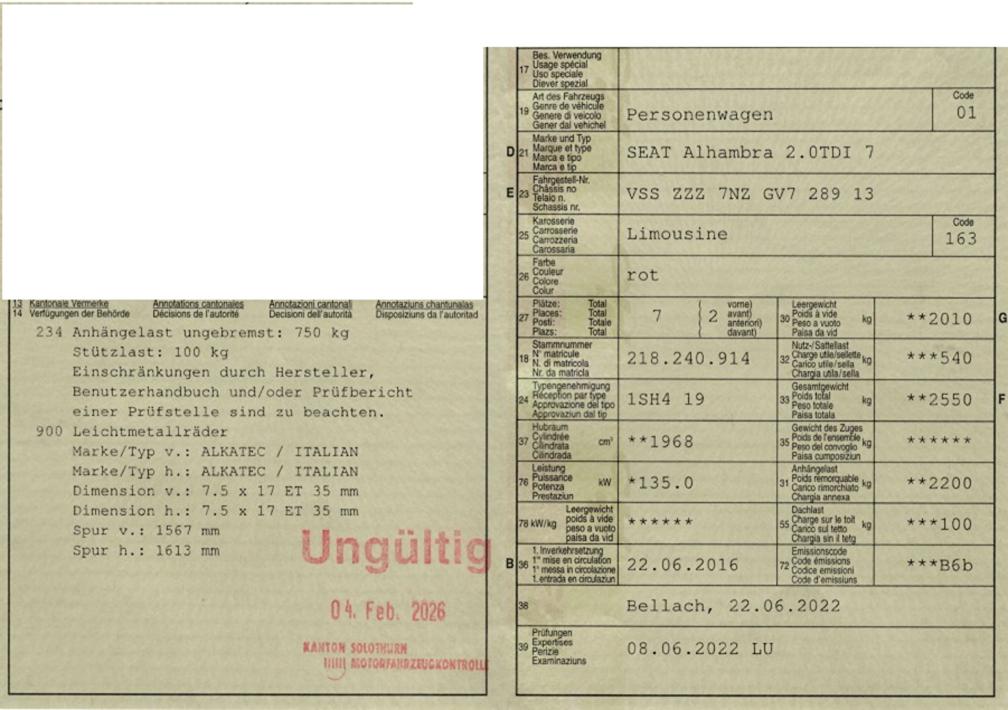 13 Kantonale Vermerke Annotations cantonales Annotazioni cantonali Annotaziuns chantunalas
14 Verfügungen der Behörde Décisions de l'autorité Decisioni dell'autorità Disposiziuns da l'autoritad
234 Anhängelast ungebremst: 750 kg
Stützlast: 100 kg
Einschränkungen durch Hersteller,
Benutzerhandbuch und/oder Prüfbericht
einer Prüfstelle sind zu beachten.
900 Leichtmetallräder
Marke/Typ v.: ALKATEC / ITALIAN
Marke/Typ h.: ALKATEC / ITALIAN
Dimension v.: 7.5 x 17 ET 35 mm
Dimension h.: 7.5 x 17 ET 35 mm
Spur v.: 1567 mm
Spur h.: 1613 mm
Ungültig
04. Feb. 2026
KANTON SOLOTHURN
MOTORFAHRZEUGKONTROLLE
17 Bes. Verwendung
Usage spécial
Uso speciale
Diever spezial
19 Art des Fahrzeugs
Genre de véhicule
Genere di veicolo
Gener dal vehichel
Personenwagen
Code
01
D 21 Marke und Typ
Marque et type
Marca e tipo
Marca e tip
SEAT Alhambra 2.0TDI 7
E 23 Fahrgestell-Nr.
Châssis no
Telaio n.
Schassis nr.
VSS ZZZ 7NZ GV7 289 13
25 Karosserie
Carrosserie
Carrozzeria
Carossaria
Limousine
Code
163
26 Farbe
Couleur
Colore
Colur
rot
27 Plätze: Total
Places: Total
Posti: Totale
Plazs: Total
7 ( 2 vorne)
avant)
anteriori)
davant)
30 Leergewicht
Poids à vide
Peso a vuoto
Paisa da vid
kg **2010 G
18 Stammnummer
N° matricule
N. di matricola
Nr. da matricla
218.240.914
32 Nutz-/Sattellast
Charge utile/sellette
Carico utile/sella
Chargia utila/sella
kg ***540
24 Typengenehmigung
Réception par type
Approvazione del tipo
Approvaziun dal tip
1SH4 19
33 Gesamtgewicht
Poids total
Peso totale
Paisa totala
kg **2550 F
37 Hubraum
Cylindrée
Cilindrata
Cilindrada
cm³ **1968
35 Gewicht des Zuges
Poids de l'ensemble
Peso del convoglio
Paisa cumposiziun
kg ******
76 Leistung
Puissance
Potenza
Prestaziun
kW *135.0
31 Anhängelast
Poids remorquable
Carico rimorchiato
Chargia annexa
kg **2200
78 kW/kg Leergewicht
poids à vide
peso a vuoto
paisa da vid
******
55 Dachlast
Charge sur le toit
Carico sul tetto
Chargia sin il tetg
kg ***100
B 36 1. Inverkehrsetzung
1re mise en circulation
1a messa in circolazione
1. entrada en circulaziun
22.06.2016
72 Emissionscode
Code émissions
Codice emissioni
Code d'emissiuns
***B6b
38 Bellach, 22.06.2022
39 Prüfungen
Expertises
Perizie
Examinaziuns
08.06.2022 LU